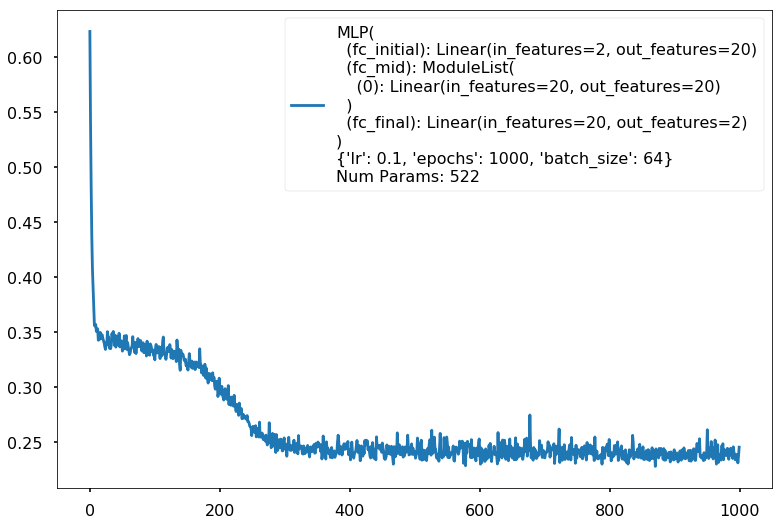 MLP(
(fc_initial): Linear(in_features=2, out_features=20)
(fc_mid): ModuleList(
(0): Linear(in_features=20, out_features=20)
)
(fc_final): Linear(in_features=20, out_features=2)
)
{'lr': 0.1, 'epochs': 1000, 'batch_size': 64}
Num Params: 522
0.60
0.55
0.50
0.45
0.40
0.35
0.30
0.25
0 200 400 600 800 1000